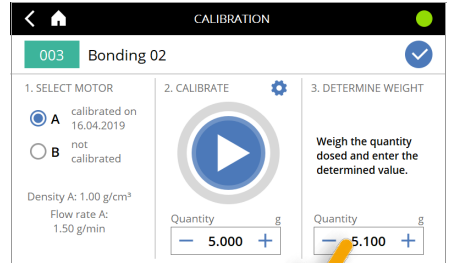 CALIBRATION
003 Bonding 02
1. SELECT MOTOR
A calibrated on
16.04.2019
B not
calibrated
Density A: 1.00 g/cm³
Flow rate A:
1.50 g/min
2. CALIBRATE
Quantity g
− 5.000 +
3. DETERMINE WEIGHT
Weigh the quantity
dosed and enter the
determined value.
Quantity g
− 5.100 +